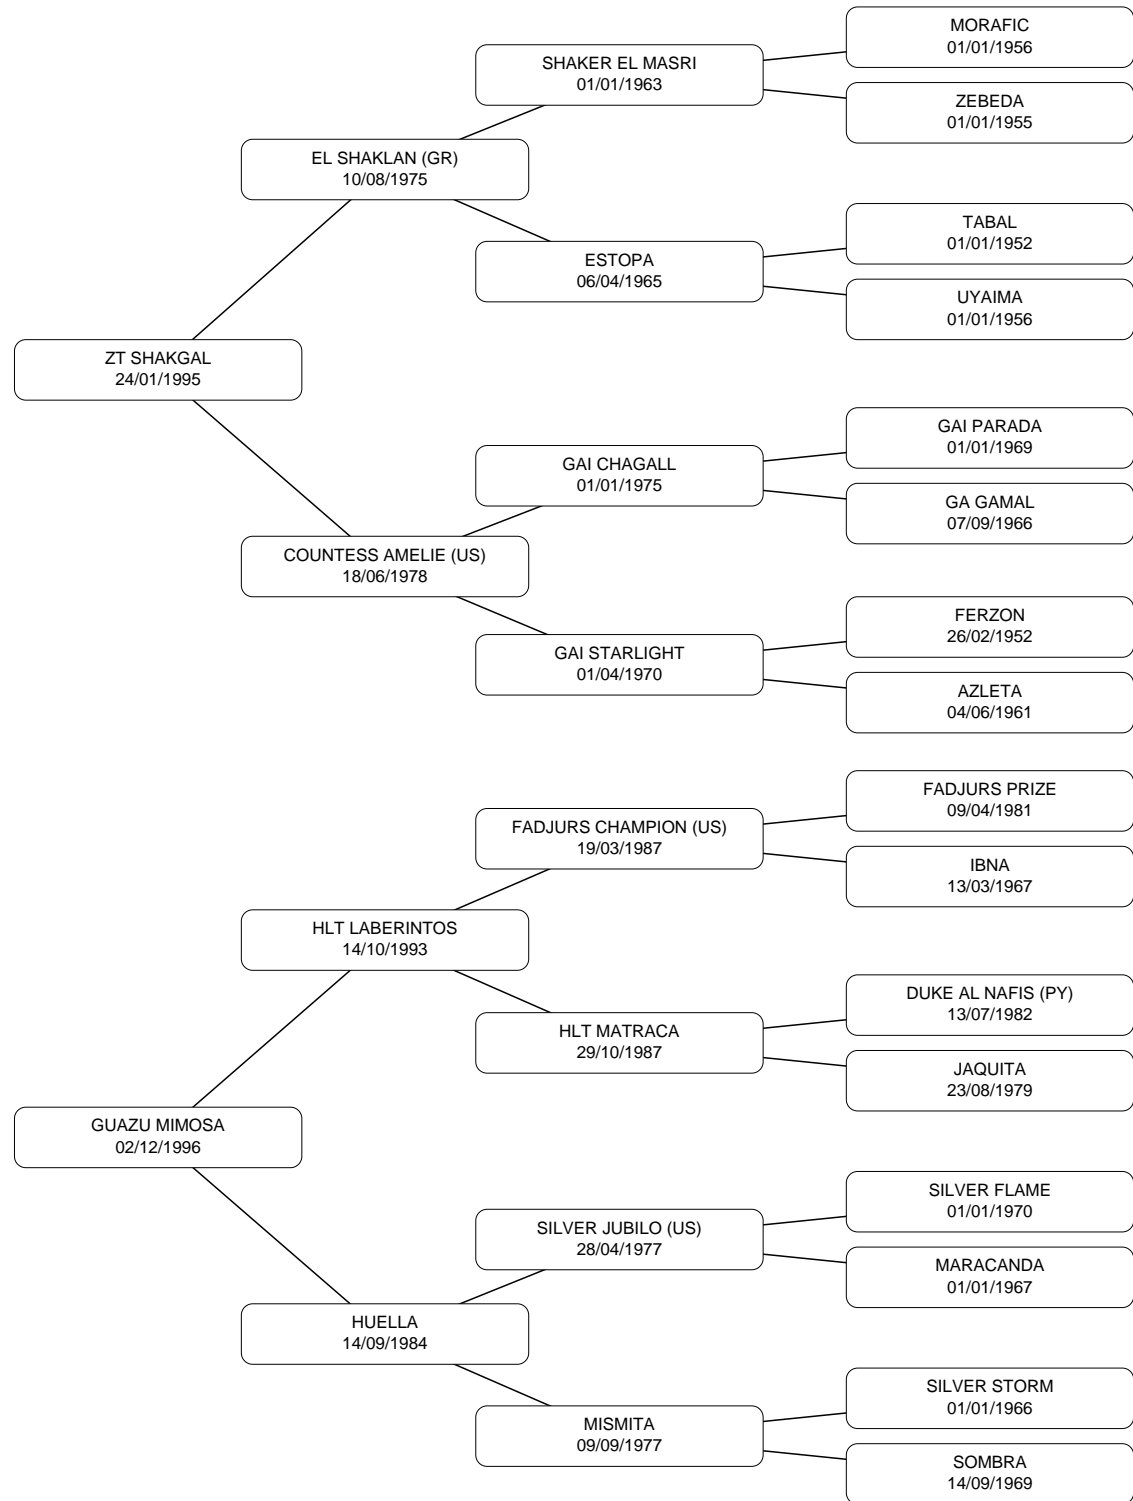 MORAFIC
01/01/1956
SHAKER EL MASRI
01/01/1963
ZEBEDA
01/01/1955
EL SHAKLAN (GR)
10/08/1975
TABAL
01/01/1952
ESTOPA
06/04/1965
UYAIMA
01/01/1956
ZT SHAKGAL
24/01/1995
GAI PARADA
01/01/1969
GAI CHAGALL
01/01/1975
GA GAMAL
07/09/1966
COUNTESS AMELIE (US)
18/06/1978
FERZON
26/02/1952
GAI STARLIGHT
01/04/1970
AZLETA
04/06/1961
FADJURS PRIZE
09/04/1981
FADJURS CHAMPION (US)
19/03/1987
IBNA
13/03/1967
HLT LABERINTOS
14/10/1993
DUKE AL NAFIS (PY)
13/07/1982
HLT MATRACA
29/10/1987
JAQUITA
23/08/1979
GUAZU MIMOSA
02/12/1996
SILVER FLAME
01/01/1970
SILVER JUBILO (US)
28/04/1977
MARACANDA
01/01/1967
HUELLA
14/09/1984
SILVER STORM
01/01/1966
MISMITA
09/09/1977
SOMBRA
14/09/1969